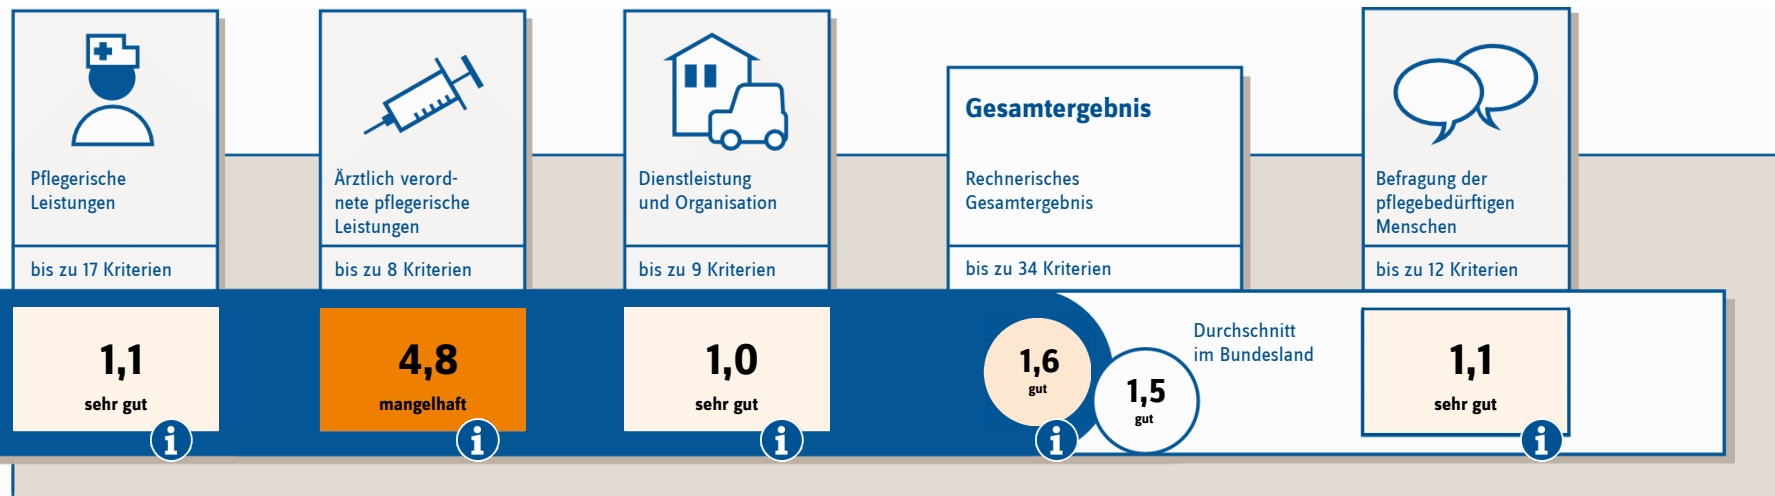 Pflegerische
Leistungen
bis zu 17 Kriterien
1,1
sehr gut
i
Ärztlich verord-
nete pflegerische
Leistungen
bis zu 8 Kriterien
4,8
mangelhaft
i
Dienstleistung
und Organisation
bis zu 9 Kriterien
1,0
sehr gut
i
Gesamtergebnis
Rechnerisches
Gesamtergebnis
bis zu 34 Kriterien
1,6
gut
i
1,5
gut
Durchschnitt
im Bundesland
Befragung der
pflegebedürftigen
Menschen
bis zu 12 Kriterien
1,1
sehr gut
i